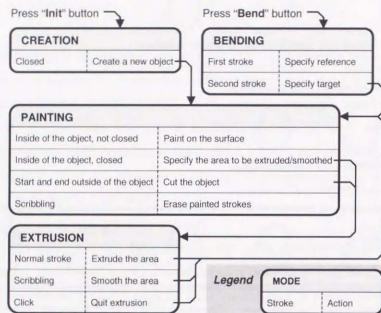 Press "Init" button
Press "Bend" button
CREATION
Closed Create a new object
BENDING
First stroke Specify reference
Second stroke Specify target
PAINTING
Inside of the object, not closed Paint on the surface
Inside of the object, closed Specify the area to be extruded/smoothed
Start and end outside of the object Cut the object
Scribbling Erase painted strokes
EXTRUSION
Normal stroke Extrude the area
Scribbling Smooth the area
Click Quit extrusion
Legend
MODE
Stroke Action